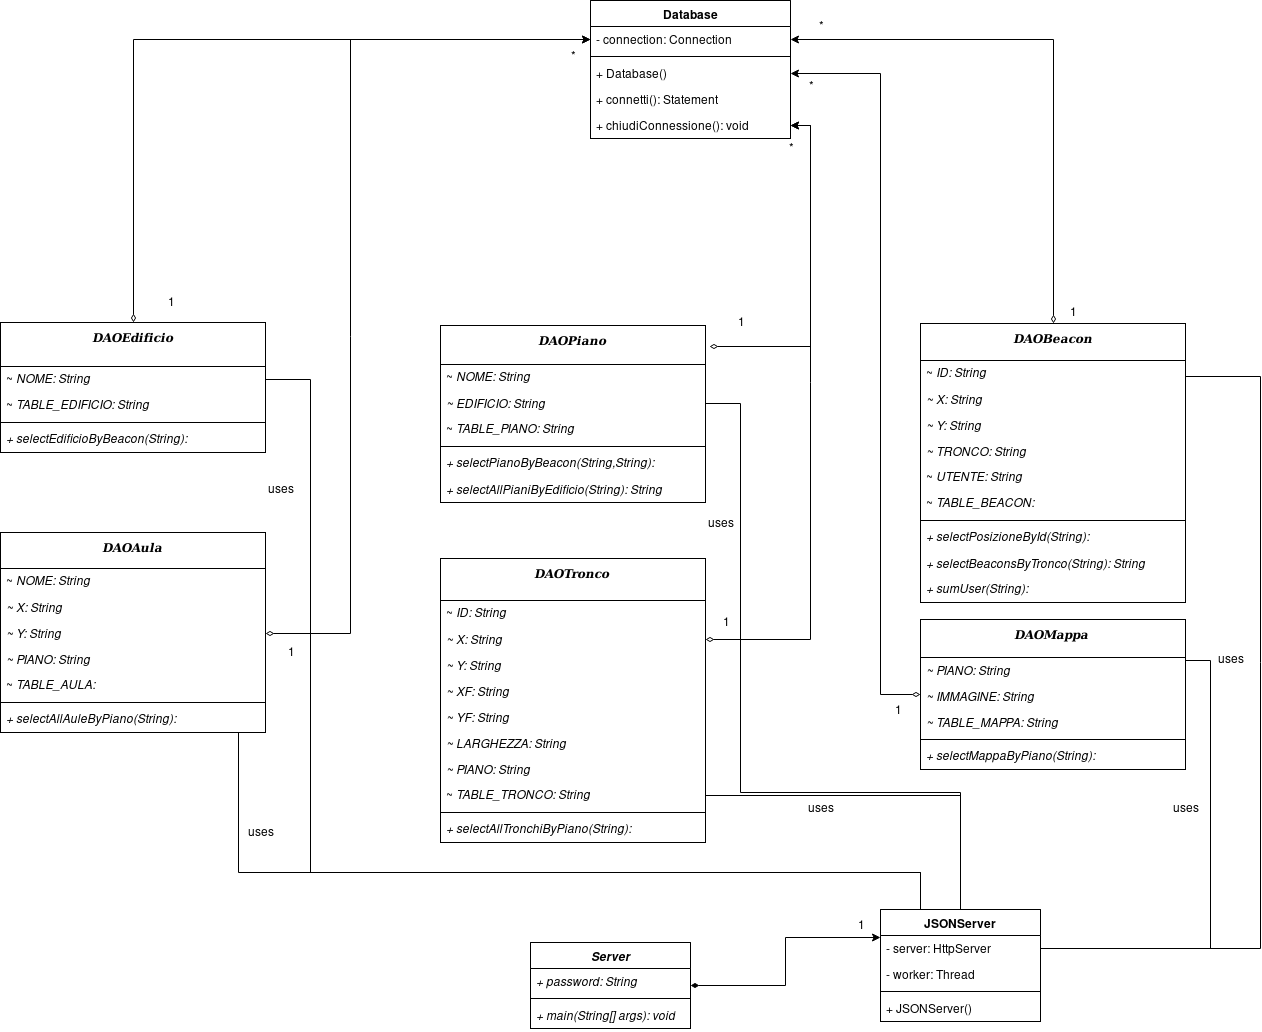 Database
- connection: Connection
+ Database()
+ connetti(): Statement
+ chiudiConnessione(): void
*
*
*
*
1
DAOEdificio
~ NOME: String
~ TABLE_EDIFICIO: String
+ selectEdificioByBeacon(String):
uses
1
DAOPiano
~ NOME: String
~ EDIFICIO: String
~ TABLE_PIANO: String
+ selectPianoByBeacon(String,String):
+ selectAllPianiByEdificio(String): String
uses
1
DAOBeacon
~ ID: String
~ X: String
~ Y: String
~ TRONCO: String
~ UTENTE: String
~ TABLE_BEACON:
+ selectPosizioneById(String):
+ selectBeaconsByTronco(String): String
+ sumUser(String):
DAOAula
~ NOME: String
~ X: String
~ Y: String
~ PIANO: String
~ TABLE_AULA:
+ selectAllAuleByPiano(String):
1
uses
DAOTronco
~ ID: String
~ X: String
~ Y: String
~ XF: String
~ YF: String
~ LARGHEZZA: String
~ PIANO: String
~ TABLE_TRONCO: String
+ selectAllTronchiByPiano(String):
1
uses
DAOMappa
~ PIANO: String
~ IMMAGINE: String
~ TABLE_MAPPA: String
+ selectMappaByPiano(String):
1
uses
uses
Server
+ password: String
+ main(String[] args): void
1
JSONServer
- server: HttpServer
- worker: Thread
+ JSONServer()